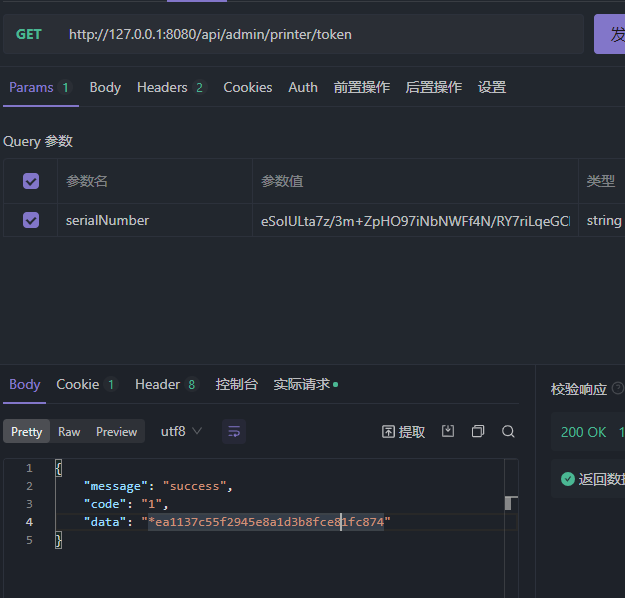 GET http://127.0.0.1:8080/api/admin/printer/token 发
Params 1 Body Headers 2 Cookies Auth 前置操作 后置操作 设置
Query 参数
参数名 参数值 类型
serialNumber eSoIULta7z/3m+ZpHO97iNbNWFf4N/RY7riLqeGC string
Body Cookie 1 Header 8 控制台 实际请求
校验响应
Pretty Raw Preview utf8 提取
200 OK 1
1 {
2 "message": "success",
3 "code": "1",
4 "data": "*ea1137c55f2945e8a1d3b8fce81fc874"
5 }
返回数据